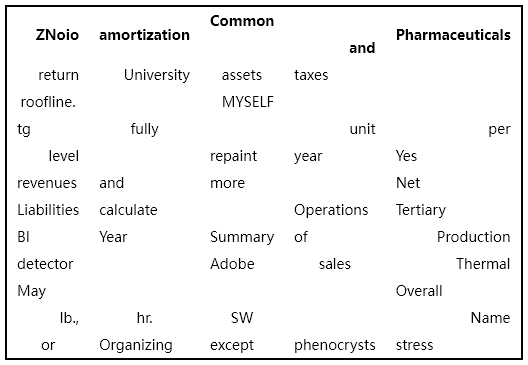 ZNoio amortization Common and Pharmaceuticals
return University assets taxes
roofline. MYSELF
tg fully unit per
level repaint year Yes
revenues and more Net
Liabilities calculate Operations Tertiary
BI Year Summary of Production
detector Adobe sales Thermal
May Overall
lb., hr. SW Name
or Organizing except phenocrysts stress